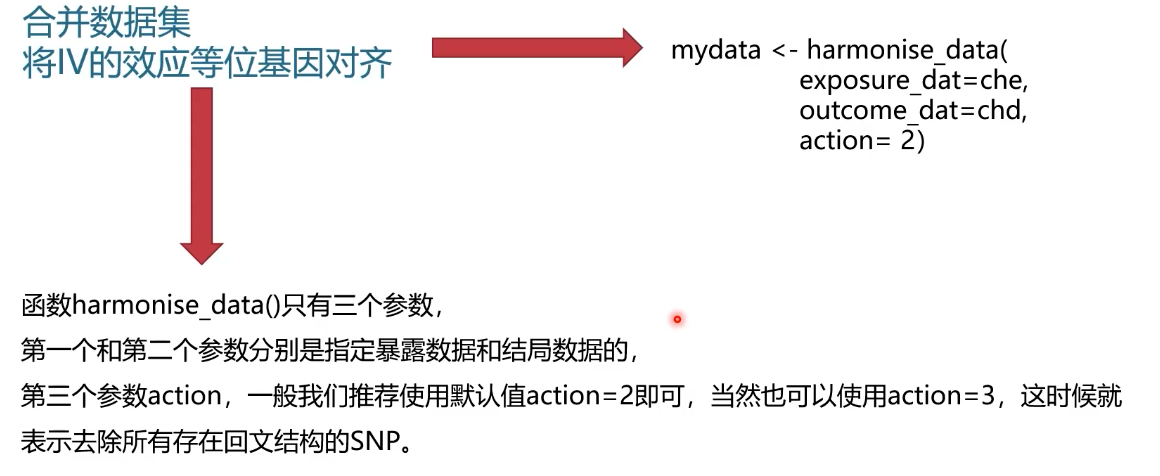 合并数据集
将IV的效应等位基因对齐
mydata <- harmonise_data(
exposure_dat=che,
outcome_dat=chd,
action= 2)
函数harmonise_data()只有三个参数，
第一个和第二个参数分别是指定暴露数据和结局数据的，
第三个参数action，一般我们推荐使用默认值action=2即可，当然也可以使用action=3，这时候就
表示去除所有存在回文结构的SNP。